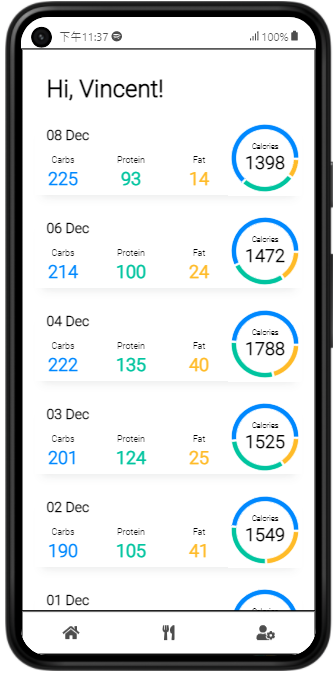 下午11:37 100%
Hi, Vincent!
08 Dec
Carbs Protein Fat Calories
225 93 14 1398
06 Dec
Carbs Protein Fat Calories
214 100 24 1472
04 Dec
Carbs Protein Fat Calories
222 135 40 1788
03 Dec
Carbs Protein Fat Calories
201 124 25 1525
02 Dec
Carbs Protein Fat Calories
190 105 41 1549
01 Dec